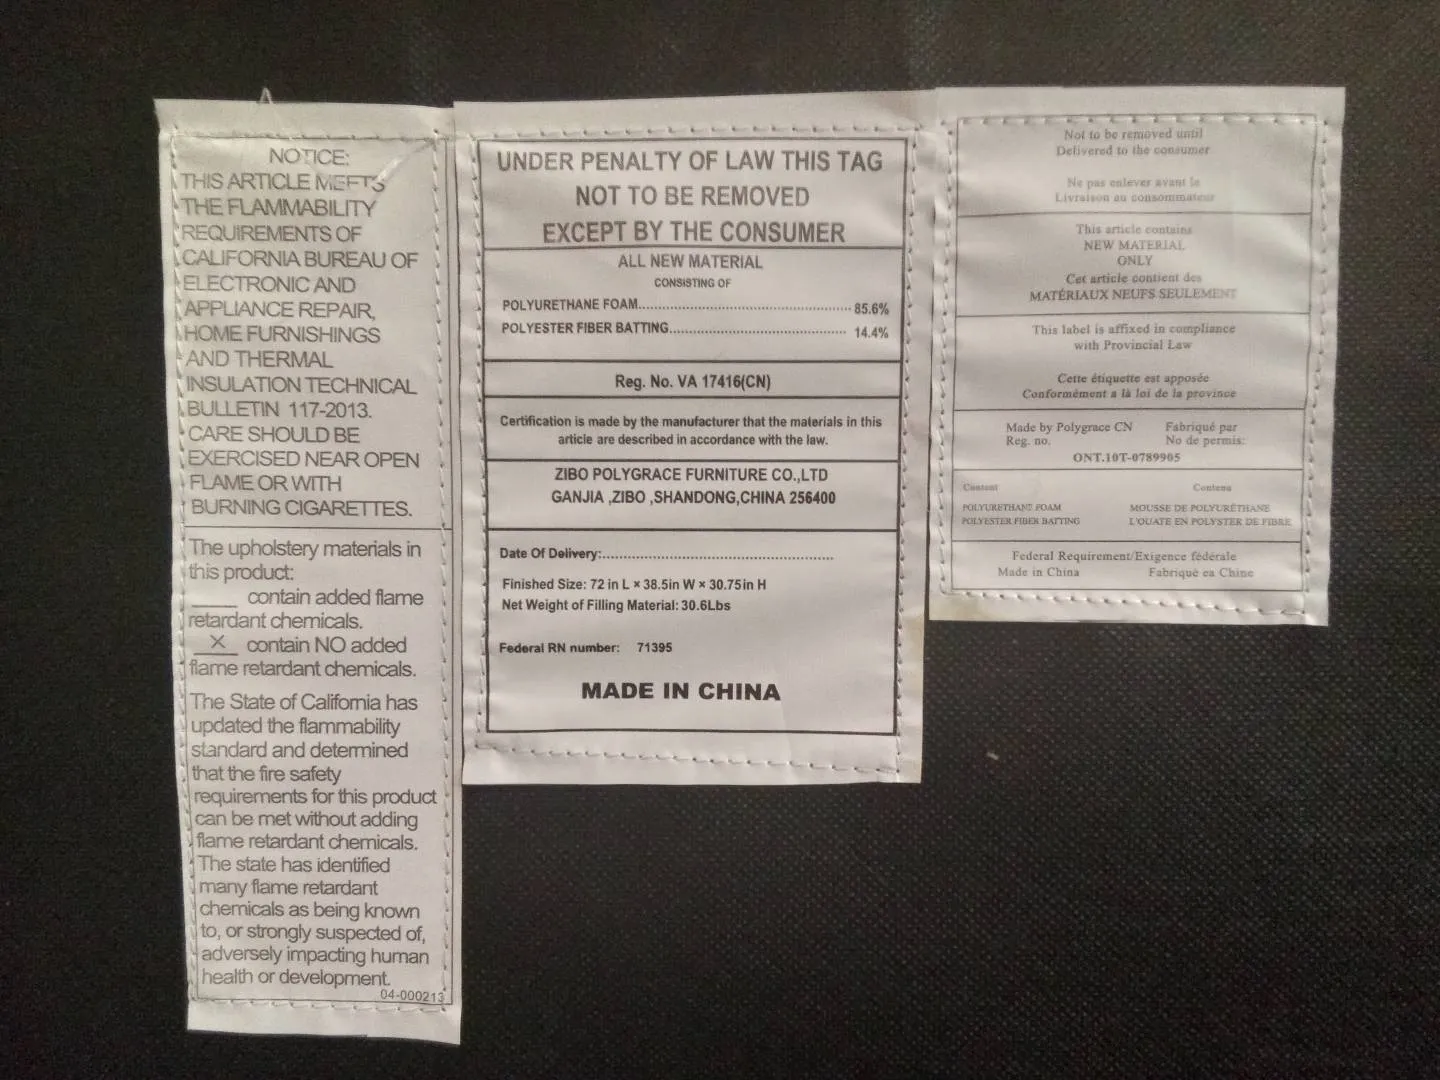 NOTICE:
THIS ARTICLE MEETS
THE FLAMMABILITY
REQUIREMENTS OF
CALIFORNIA BUREAU OF
ELECTRONIC AND
APPLIANCE REPAIR,
HOME FURNISHINGS
AND THERMAL
INSULATION TECHNICAL
BULLETIN 117-2013.
CARE SHOULD BE
EXERCISED NEAR OPEN
FLAME OR WITH
BURNING CIGARETTES.
The upholstery materials in
this product:
____ contain added flame
retardant chemicals.
X contain NO added
flame retardant chemicals.
The State of California has
updated the flammability
standard and determined
that the fire safety
requirements for this product
can be met without adding
flame retardant chemicals.
The state has identified
many flame retardant
chemicals as being known
to, or strongly suspected of,
adversely impacting human
health or development.
04-000213
UNDER PENALTY OF LAW THIS TAG
NOT TO BE REMOVED
EXCEPT BY THE CONSUMER
ALL NEW MATERIAL
CONSISTING OF
POLYURETHANE FOAM........................................ 85.6%
POLYESTER FIBER BATTING................................ 14.4%
Reg. No. VA 17416(CN)
Certification is made by the manufacturer that the materials in this
article are described in accordance with the law.
ZIBO POLYGRACE FURNITURE CO.,LTD
GANJIA ,ZIBO ,SHANDONG,CHINA 256400
Date Of Delivery:..........................................................
Finished Size: 72 in L × 38.5in W × 30.75in H
Net Weight of Filling Material: 30.6Lbs
Federal RN number: 71395
MADE IN CHINA
Not to be removed until
Delivered to the consumer
Ne pas enlever avant le
Livraison au consommateur
This article contains
NEW MATERIAL
ONLY
Cet article contient des
MATÉRIAUX NEUFS SEULEMENT
This label is affixed in compliance
with Provincial Law
Cette étiquette est apposée
Conformément a là loi de la province
Made by Polygrace CN Fabriqué par
Reg. no. No de permis:
ONT.10T-0789905
Content Contenu
POLYURETHANE FOAM MOUSSE DE POLYURÉTHANE
POLYESTER FIBER BATTING L'OUATE EN POLYSTER DE FIBRE
Federal Requirement/Exigence fédérale
Made in China Fabriqué en Chine